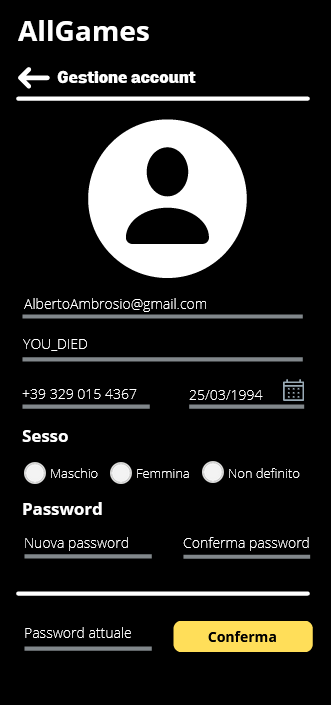 AllGames
Gestione account
AlbertoAmbrosio@gmail.com
YOU_DIED
+39 329 015 4367 25/03/1994
Sesso
Maschio Femmina Non definito
Password
Nuova password Conferma password
Password attuale Conferma